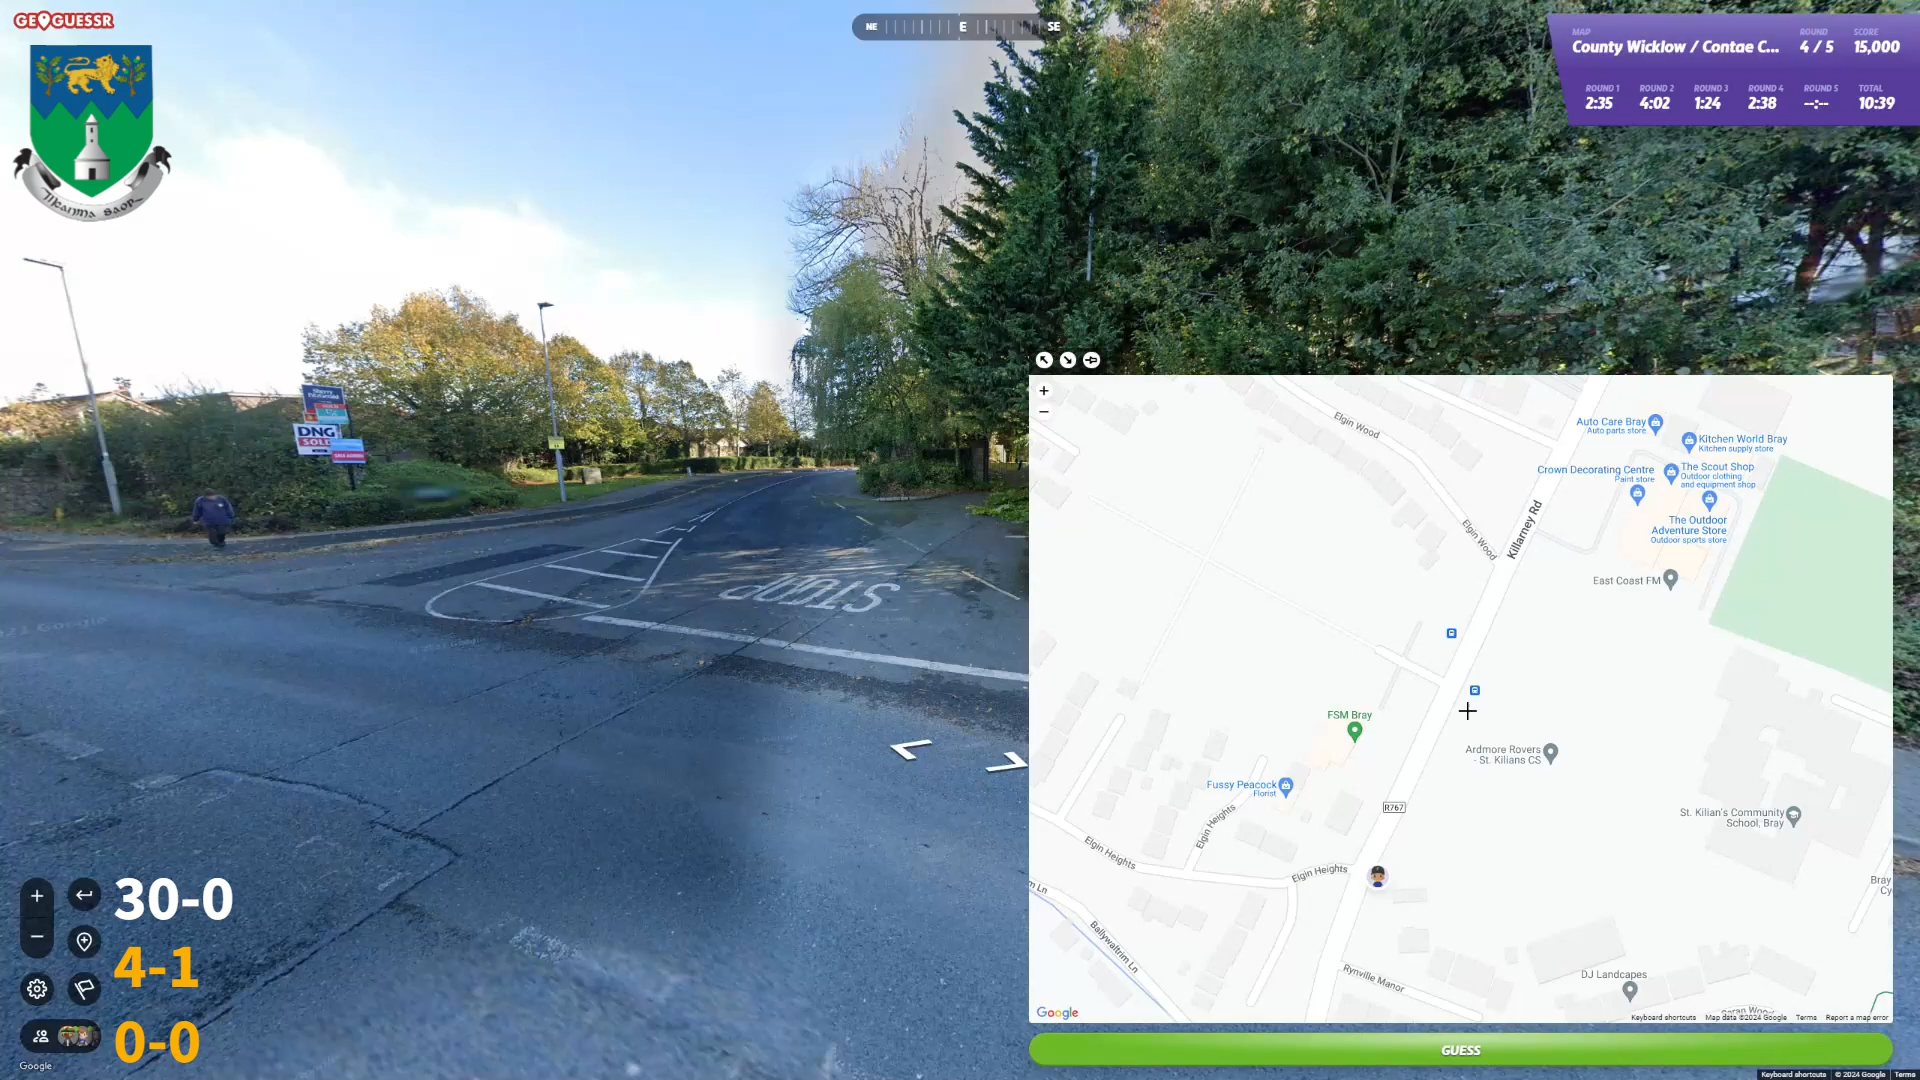 GEOGUESSR
NE E SE
MAP ROUND SCORE
County Wicklow / Contae C... 4 / 5 15,000
ROUND 1 ROUND 2 ROUND 3 ROUND 4 ROUND 5 TOTAL
2:35 4:02 1:24 2:38 --:-- 10:39
DNG
SOLD
STOP
30-0
4-1
0-0
Google
+
−
Elgin Wood
Auto Care Bray
Auto parts store
Kitchen World Bray
Kitchen supply store
Crown Decorating Centre
Paint store
The Scout Shop
Outdoor clothing
and equipment shop
The Outdoor
Adventure Store
Outdoor sports store
Killarney Rd
Elgin Wood
East Coast FM
FSM Bray
Ardmore Rovers
- St. Kilians CS
Fussy Peacock
Florist
R767
St. Kilian's Community
School, Bray
Elgin Heights
Elgin Heights
Elgin Heights
Bray
Cy
m Ln
Ballywaltrim Ln
Rynville Manor
DJ Landcapes
Google
Keyboard shortcuts Map data ©2024 Google Terms Report a map error
GUESS
Keyboard shortcuts © 2024 Google Terms